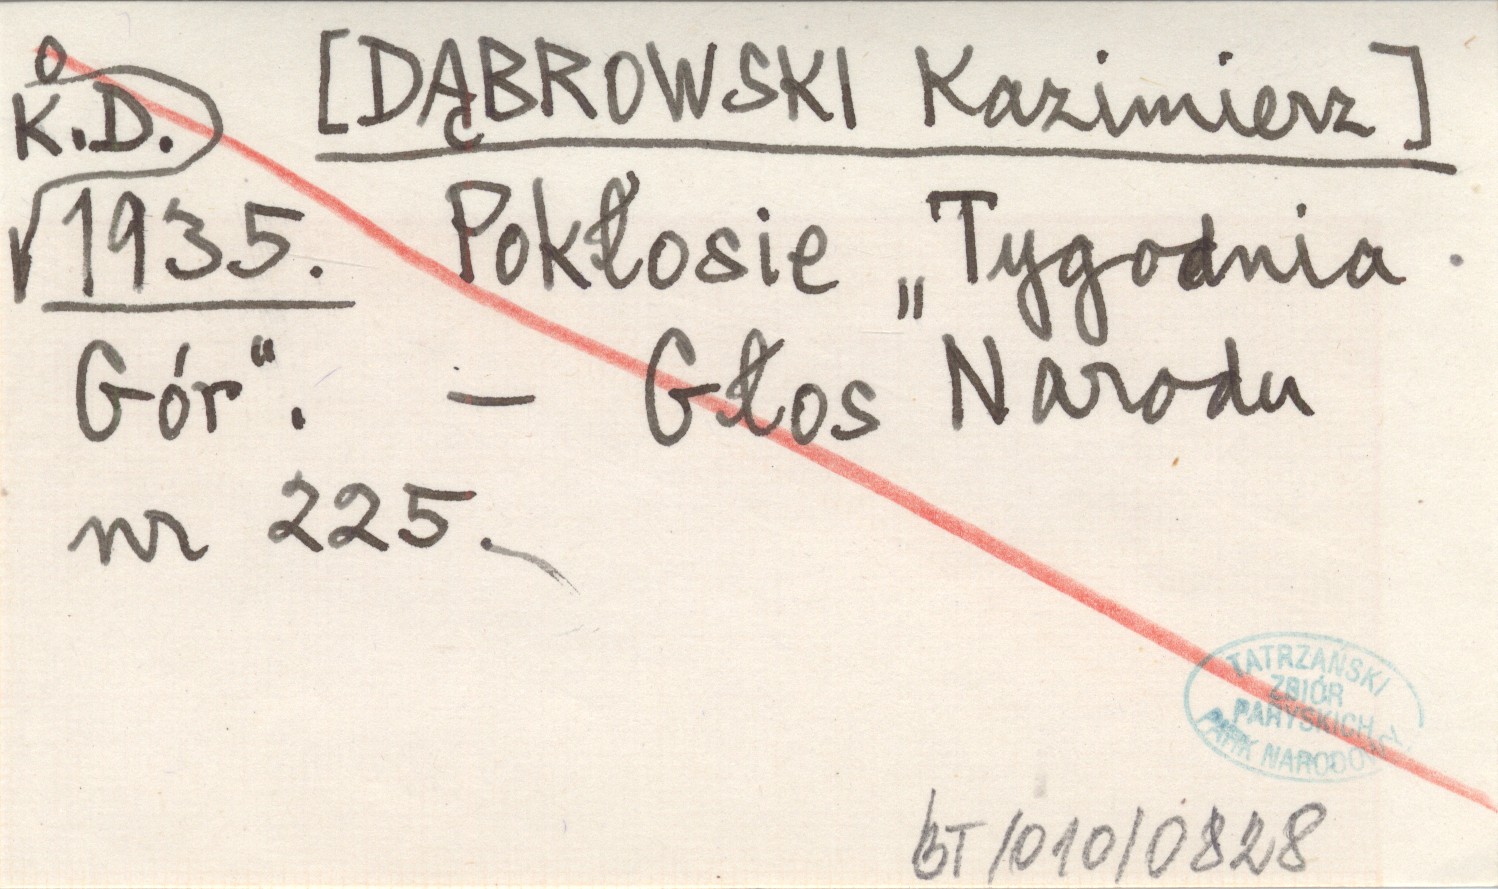 K.D.
[DĄBROWSKI Kazimierz]
1935. Pokłosie „Tygodnia
Gór“. — Głos Narodu
nr 225.
TATRZAŃSKI
ZBIÓR
PARYSKICH
PARK NARODOWY
BT/010/0828